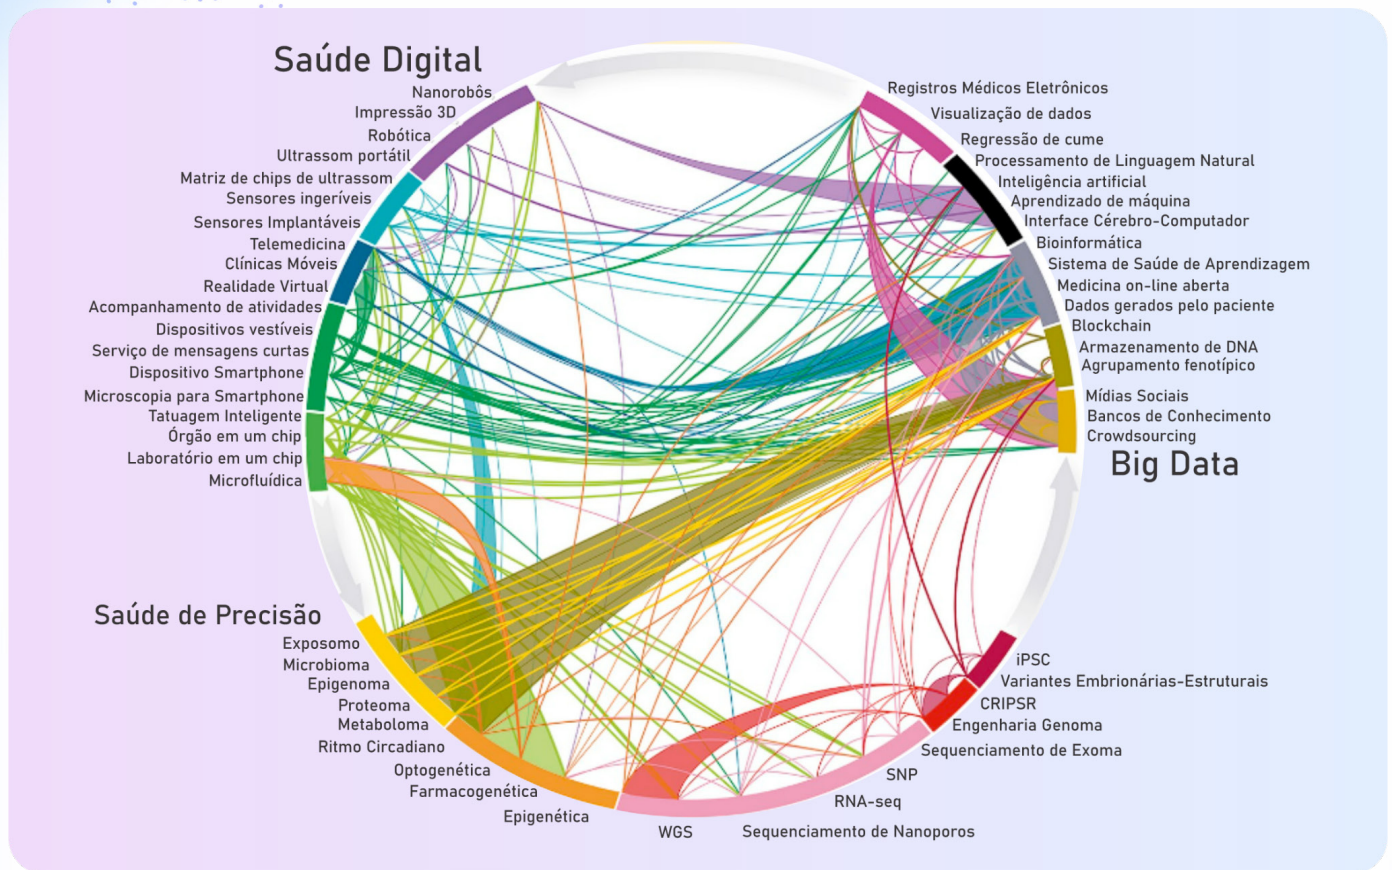 Saúde Digital
Nanorobôs
Impressão 3D
Robótica
Ultrassom portátil
Matriz de chips de ultrassom
Sensores ingeríveis
Sensores Implantáveis
Telemedicina
Clínicas Móveis
Realidade Virtual
Acompanhamento de atividades
Dispositivos vestíveis
Serviço de mensagens curtas
Dispositivo Smartphone
Microscopia para Smartphone
Tatuagem Inteligente
Órgão em um chip
Laboratório em um chip
Microfluídica
Registros Médicos Eletrônicos
Visualização de dados
Regressão de cume
Processamento de Linguagem Natural
Inteligência artificial
Aprendizado de máquina
Interface Cérebro-Computador
Bioinformática
Sistema de Saúde de Aprendizagem
Medicina on-line aberta
Dados gerados pelo paciente
Blockchain
Armazenamento de DNA
Agrupamento fenotípico
Mídias Sociais
Bancos de Conhecimento
Crowdsourcing
Big Data
Saúde de Precisão
Exposomo
Microbioma
Epigenoma
Proteoma
Metaboloma
Ritmo Circadiano
Optogenética
Farmacogenética
Epigenética
WGS
Sequenciamento de Nanoporos
RNA-seq
SNP
Sequenciamento de Exoma
Engenharia Genoma
CRIPSR
Variantes Embrionárias-Estruturais
iPSC